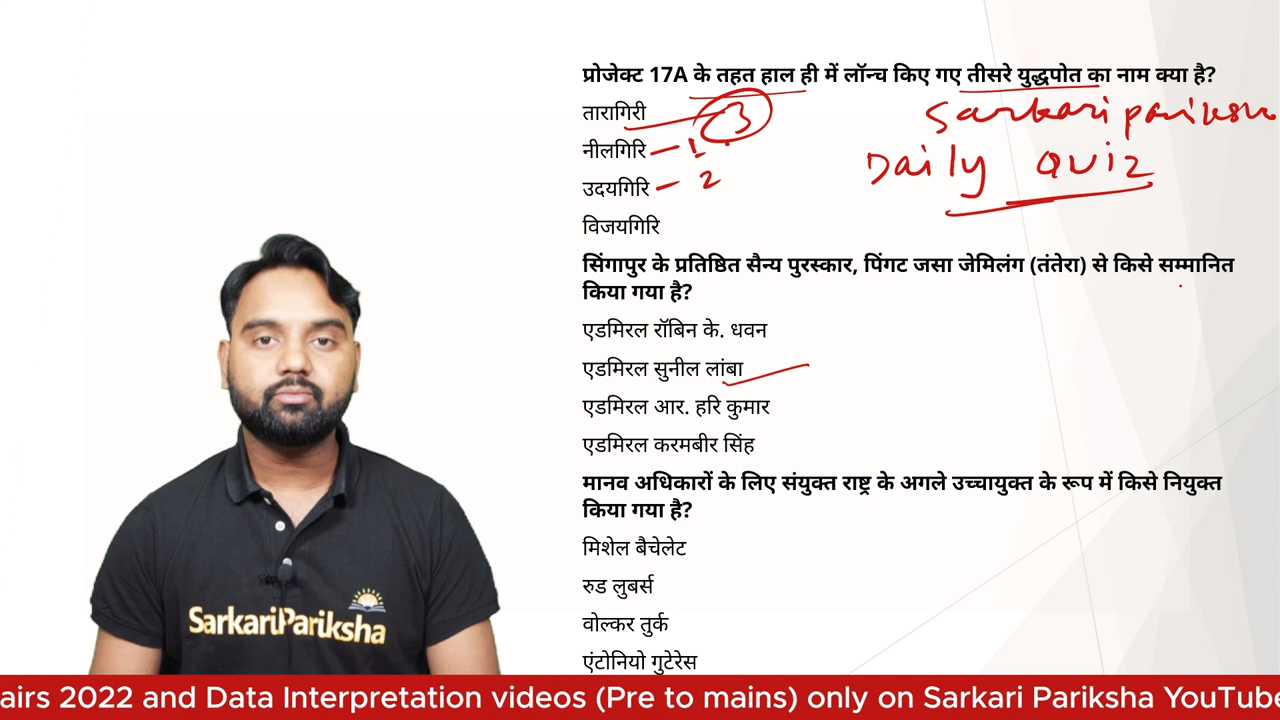 प्रोजेक्ट 17A के तहत हाल ही में लॉन्च किए गए तीसरे युद्धपोत का नाम क्या है?
तारागिरी 3
Sarkari pariksha
नीलगिरि - 1
Daily QUiz
उदयगिरि - 2
विजयगिरि
सिंगापुर के प्रतिष्ठित सैन्य पुरस्कार, पिंगट जसा जेमिलंग (तंतेरा) से किसे सम्मानित
किया गया है?
एडमिरल रॉबिन के. धवन
एडमिरल सुनील लांबा
एडमिरल आर. हरि कुमार
एडमिरल करमबीर सिंह
मानव अधिकारों के लिए संयुक्त राष्ट्र के अगले उच्चायुक्त के रूप में किसे नियुक्त
किया गया है?
मिशेल बैचेलेट
रुड लुबर्स
वोल्कर तुर्क
एंटोनियो गुटेरेस
SarkariPariksha
airs 2022 and Data Interpretation videos (Pre to mains) only on Sarkari Pariksha YouTube